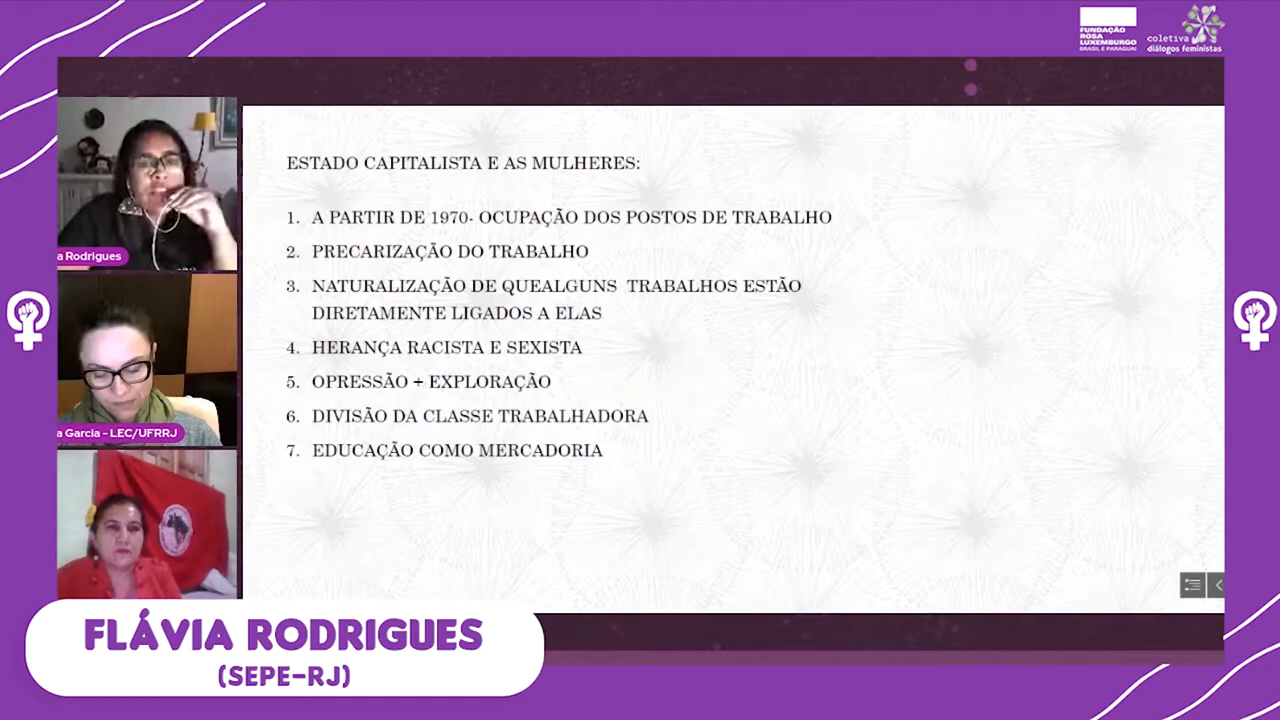 FUNDAÇÃO
ROSA
LUXEMBURGO
BRASIL E PARAGUAI
coletiva
diálogos feministas
ESTADO CAPITALISTA E AS MULHERES:
1. A PARTIR DE 1970- OCUPAÇÃO DOS POSTOS DE TRABALHO
2. PRECARIZAÇÃO DO TRABALHO
3. NATURALIZAÇÃO DE QUEALGUNS TRABALHOS ESTÃO
DIRETAMENTE LIGADOS A ELAS
4. HERANÇA RACISTA E SEXISTA
5. OPRESSÃO + EXPLORAÇÃO
6. DIVISÃO DA CLASSE TRABALHADORA
7. EDUCAÇÃO COMO MERCADORIA
a Rodrigues
a Garcia - LEC/UFRRJ
FLÁVIA RODRIGUES
(SEPE-RJ)